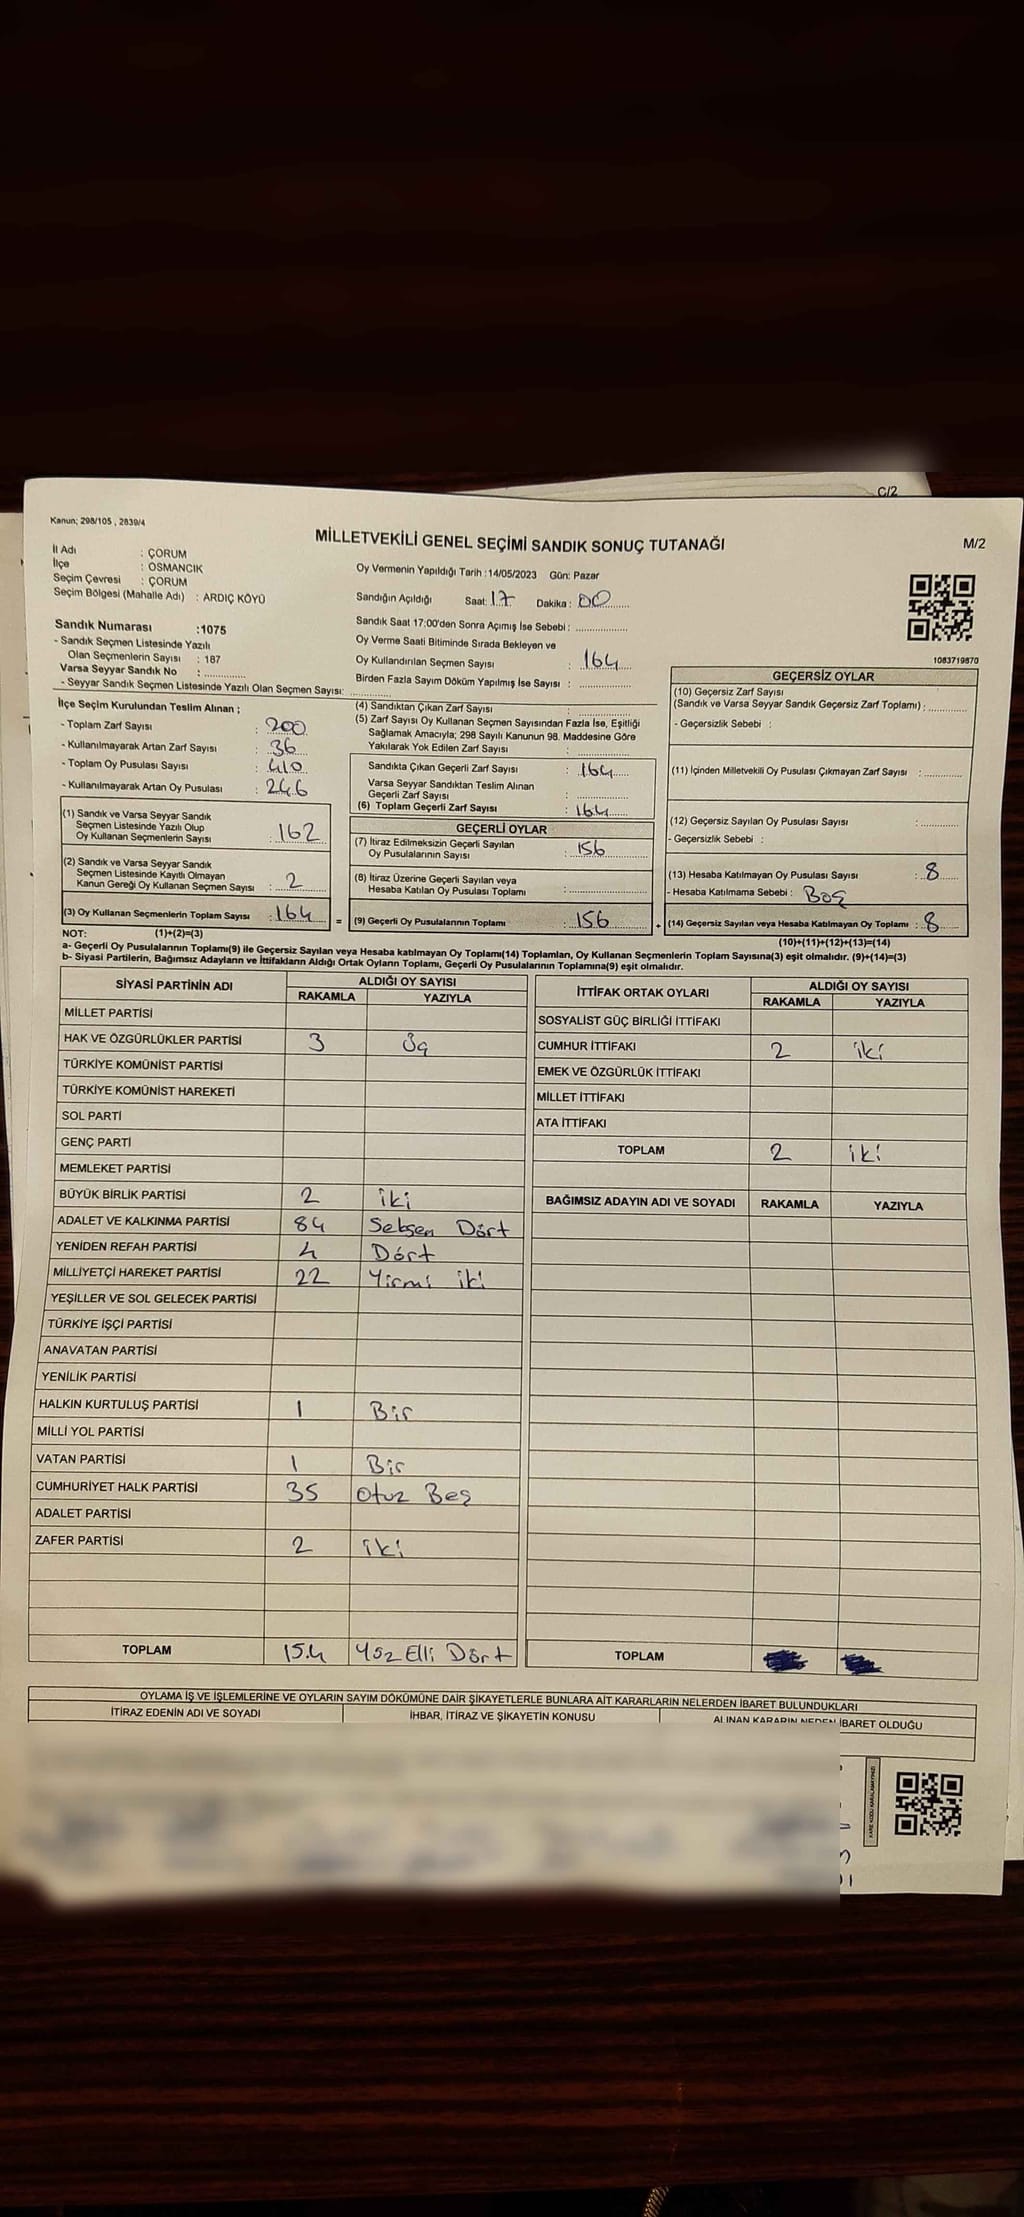 C/2
Kanun; 298/105 , 2839/4
MİLLETVEKİLİ GENEL SEÇİMİ SANDIK SONUÇ TUTANAĞI
M/2
İl Adı : ÇORUM
İlçe : OSMANCIK
Seçim Çevresi : ÇORUM
Seçim Bölgesi (Mahalle Adı) : ARDIÇ KÖYÜ
Sandık Numarası :1075
- Sandık Seçmen Listesinde Yazılı
Olan Seçmenlerin Sayısı : 187
Varsa Seyyar Sandık No : ............
- Seyyar Sandık Seçmen Listesinde Yazılı Olan Seçmen Sayısı: ............
Oy Vermenin Yapıldığı Tarih :14/05/2023 Gün: Pazar
Sandığın Açıldığı Saat: 17 Dakika : 00
Sandık Saat 17:00'den Sonra Açımış İse Sebebi : ................
Oy Verme Saati Bitiminde Sırada Bekleyen ve
Oy Kullandırılan Seçmen Sayısı : 164
Birden Fazla Sayım Döküm Yapılmış İse Sayısı : ................
1083719870
İlçe Seçim Kurulundan Teslim Alınan ;
- Toplam Zarf Sayısı : 200
- Kullanılmayarak Artan Zarf Sayısı : 36
- Toplam Oy Pusulası Sayısı : 410
- Kullanılmayarak Artan Oy Pusulası : 246
(1) Sandık ve Varsa Seyyar Sandık
Seçmen Listesinde Yazılı Olup
Oy Kullanan Seçmenlerin Sayısı : 162
(2) Sandık ve Varsa Seyyar Sandık
Seçmen Listesinde Kayıtlı Olmayan
Kanun Gereği Oy Kullanan Seçmen Sayısı : 2
(3) Oy Kullanan Seçmenlerin Toplam Sayısı : 164 =
(4) Sandıktan Çıkan Zarf Sayısı : ................
(5) Zarf Sayısı Oy Kullanan Seçmen Sayısından Fazla İse, Eşitliği
Sağlamak Amacıyla; 298 Sayılı Kanunun 98. Maddesine Göre
Yakılarak Yok Edilen Zarf Sayısı : ................
Sandıkta Çıkan Geçerli Zarf Sayısı : 164
Varsa Seyyar Sandıktan Teslim Alınan
Geçerli Zarf Sayısı : ................
(6) Toplam Geçerli Zarf Sayısı : 164
GEÇERLİ OYLAR
(7) İtiraz Edilmeksizin Geçerli Sayılan
Oy Pusulalarının Sayısı : 156
(8) İtiraz Üzerine Geçerli Sayılan veya
Hesaba Katılan Oy Pusulası Toplamı : ................
(9) Geçerli Oy Pusulalarının Toplamı : 156 +
GEÇERSİZ OYLAR
(10) Geçersiz Zarf Sayısı
(Sandık ve Varsa Seyyar Sandık Geçersiz Zarf Toplamı) : ............
- Geçersizlik Sebebi :
(11) İçinden Milletvekili Oy Pusulası Çıkmayan Zarf Sayısı : ............
(12) Geçersiz Sayılan Oy Pusulası Sayısı : ............
- Geçersizlik Sebebi :
(13) Hesaba Katılmayan Oy Pusulası Sayısı : 8
- Hesaba Katılmama Sebebi : Boş
(14) Geçersiz Sayılan veya Hesaba Katılmayan Oy Toplamı : 8
(10)+(11)+(12)+(13)=(14)
NOT: (1)+(2)=(3)
a- Geçerli Oy Pusulalarının Toplamı(9) ile Geçersiz Sayılan veya Hesaba katılmayan Oy Toplamı(14) Toplamları, Oy Kullanan Seçmenlerin Toplam Sayısına(3) eşit olmalıdır. (9)+(14)=(3)
b- Siyasi Partilerin, Bağımsız Adayların ve İttifakların Aldığı Ortak Oyların Toplamı, Geçerli Oy Pusulalarının Toplamına(9) eşit olmalıdır.
SİYASİ PARTİNİN ADI ALDIĞI OY SAYISI
RAKAMLA YAZIYLA
MİLLET PARTİSİ
HAK VE ÖZGÜRLÜKLER PARTİSİ 3 Üç
TÜRKİYE KOMÜNİST PARTİSİ
TÜRKİYE KOMÜNİST HAREKETİ
SOL PARTİ
GENÇ PARTİ
MEMLEKET PARTİSİ
BÜYÜK BİRLİK PARTİSİ 2 iki
ADALET VE KALKINMA PARTİSİ 84 Seksen Dört
YENİDEN REFAH PARTİSİ 4 Dört
MİLLİYETÇİ HAREKET PARTİSİ 22 Yirmi iki
YEŞİLLER VE SOL GELECEK PARTİSİ
TÜRKİYE İŞÇİ PARTİSİ
ANAVATAN PARTİSİ
YENİLİK PARTİSİ
HALKIN KURTULUŞ PARTİSİ 1 Bir
MİLLİ YOL PARTİSİ
VATAN PARTİSİ 1 Bir
CUMHURİYET HALK PARTİSİ 35 Otuz Beş
ADALET PARTİSİ
ZAFER PARTİSİ 2 iki
TOPLAM 154 Yüz Elli Dört
İTTİFAK ORTAK OYLARI ALDIĞI OY SAYISI
RAKAMLA YAZIYLA
SOSYALİST GÜÇ BİRLİĞİ İTTİFAKI
CUMHUR İTTİFAKI 2 iki
EMEK VE ÖZGÜRLÜK İTTİFAKI
MİLLET İTTİFAKI
ATA İTTİFAKI
TOPLAM 2 iki
BAĞIMSIZ ADAYIN ADI VE SOYADI RAKAMLA YAZIYLA
TOPLAM
OYLAMA İŞ VE İŞLEMLERİNE VE OYLARIN SAYIM DÖKÜMÜNE DAİR ŞİKAYETLERLE BUNLARA AİT KARARLARIN NELERDEN İBARET BULUNDUKLARI
İTİRAZ EDENİN ADI VE SOYADI
İHBAR, İTİRAZ VE ŞİKAYETİN KONUSU
ALINAN KARARIN NEDEN İBARET OLDUĞU
KARE KODU KARALAMAYINIZ!